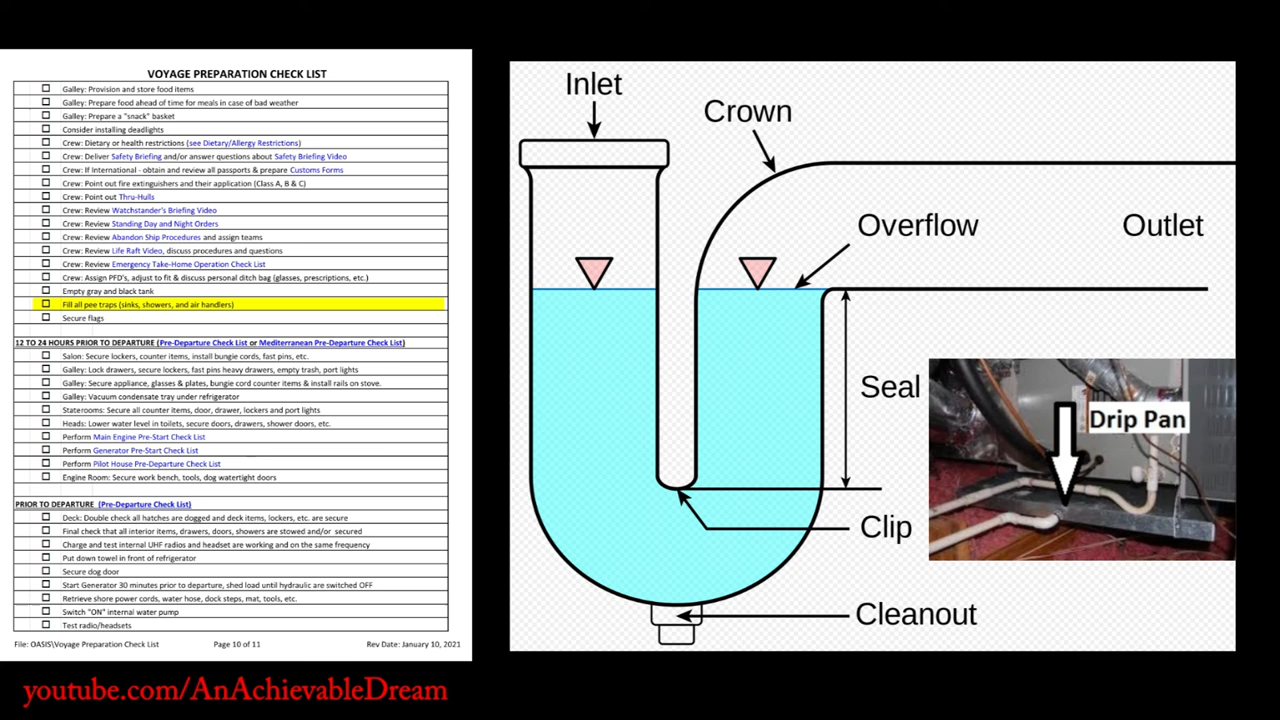 VOYAGE PREPARATION CHECK LIST
Galley: Provision and store food items
Galley: Prepare food ahead of time for meals in case of bad weather
Galley: Prepare a "snack" basket
Consider installing deadlights
Crew: Dietary or health restrictions (see Dietary/Allergy Restrictions)
Crew: Deliver Safety Briefing and/or answer questions about Safety Briefing Video
Crew: If International - obtain and review all passports & prepare Customs Forms
Crew: Point out fire extinguishers and their application (Class A, B & C)
Crew: Point out Thru-Hulls
Crew: Review Watchstander's Briefing Video
Crew: Review Standing Day and Night Orders
Crew: Review Abandon Ship Procedures and assign teams
Crew: Review Life Raft Video, discuss procedures and questions
Crew: Review Emergency Take-Home Operation Check List
Crew: Assign PFD's, adjust to fit & discuss personal ditch bag (glasses, prescriptions, etc.)
Empty gray and black tank
Fill all pee traps (sinks, showers, and air handlers)
Secure flags
12 TO 24 HOURS PRIOR TO DEPARTURE (Pre-Departure Check List or Mediterranean Pre-Departure Check List)
Salon: Secure lockers, counter items, install bungie cords, fast pins, etc.
Galley: Lock drawers, secure lockers, fast pins heavy drawers, empty trash, port lights
Galley: Secure appliance, glasses & plates, bungie cord counter items & install rails on stove.
Galley: Vacuum condensate tray under refrigerator
Staterooms: Secure all counter items, door, drawer, lockers and port lights
Heads: Lower water level in toilets, secure doors, drawers, shower doors, etc.
Perform Main Engine Pre-Start Check List
Perform Generator Pre-Start Check List
Perform Pilot House Pre-Departure Check List
Engine Room: Secure work bench, tools, dog watertight doors
PRIOR TO DEPARTURE (Pre-Departure Check List)
Deck: Double check all hatches are dogged and deck items, lockers, etc. are secure
Final check that all interior items, drawers, doors, showers are stowed and/or secured
Charge and test internal UHF radios and headset are working and on the same frequency
Put down towel in front of refrigerator
Secure dog door
Start Generator 30 minutes prior to departure, shed load until hydraulic are switched OFF
Retrieve shore power cords, water hose, dock steps, mat, tools, etc.
Switch "ON" internal water pump
Test radio/headsets
File: OASIS\Voyage Preparation Check List Page 10 of 11 Rev Date: January 10, 2021
youtube.com/AnAchievableDream
Inlet
Crown
Overflow
Outlet
Seal
Drip Pan
Clip
Cleanout